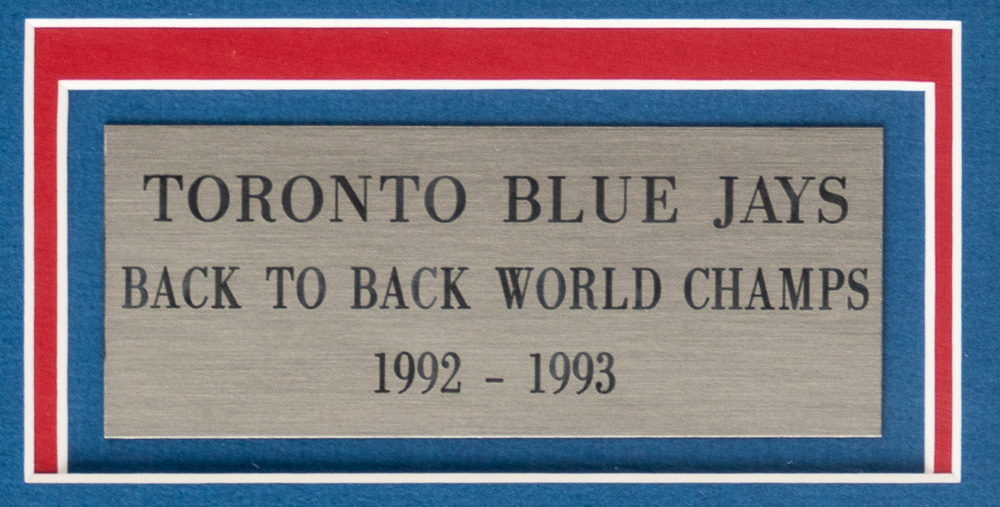 TORONTO BLUE JAYS
BACK TO BACK WORLD CHAMPS
1992 - 1993